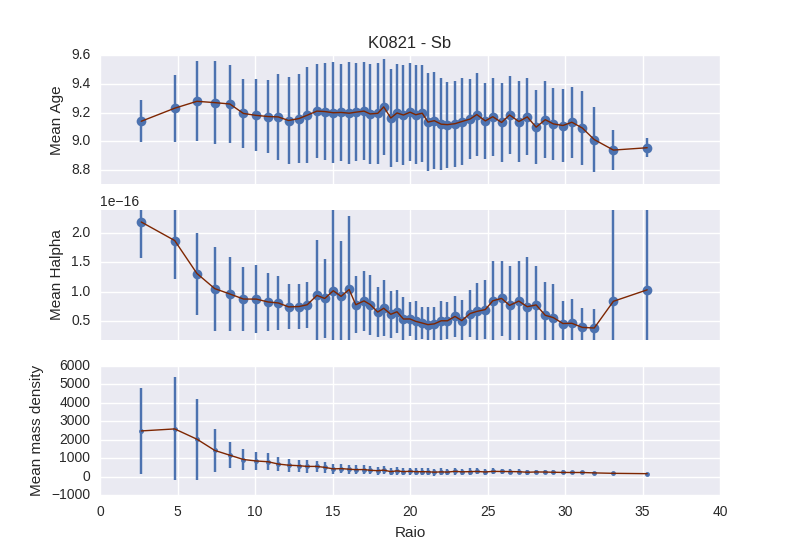 K0821 - Sb
9.6
9.4
9.2
9.0
8.8
Mean Age
1e−16
2.0
1.5
1.0
0.5
Mean Halpha
6000
5000
4000
3000
2000
1000
0
−1000
Mean mass density
0 5 10 15 20 25 30 35 40
Raio